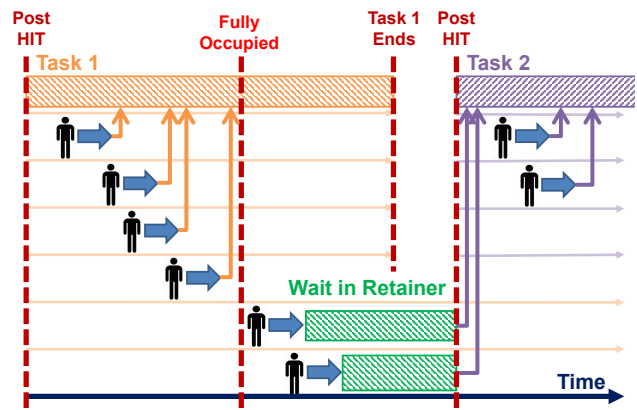 Post
HIT
Fully
Occupied
Task 1
Ends
Post
HIT
Task 1
Task 2
Wait in Retainer
Time